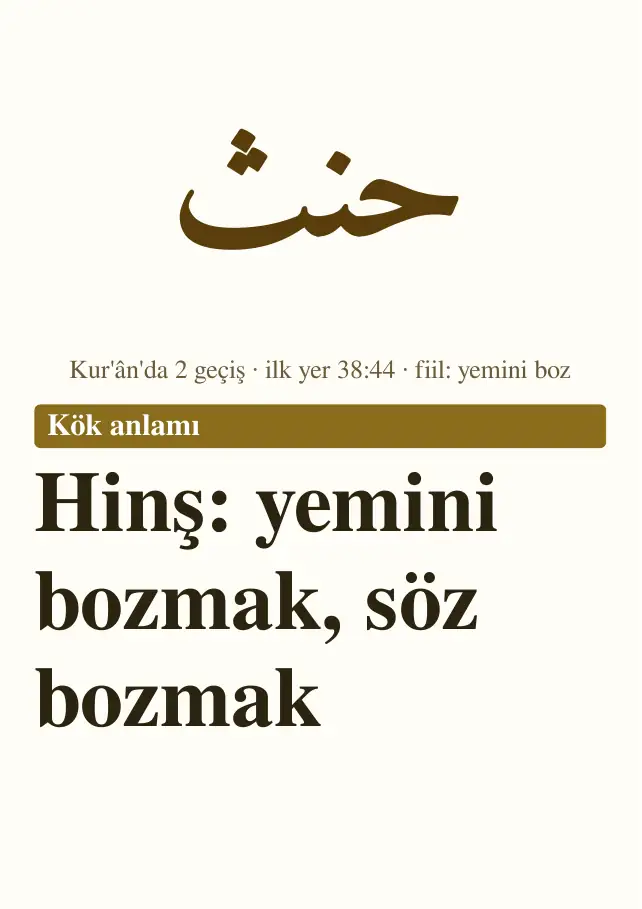 حنث
Kur'ân'da 2 geçiş · ilk yer 38:44 · fiil: yemini boz
Kök anlamı
Hinş: yemini
bozmak, söz
bozmak